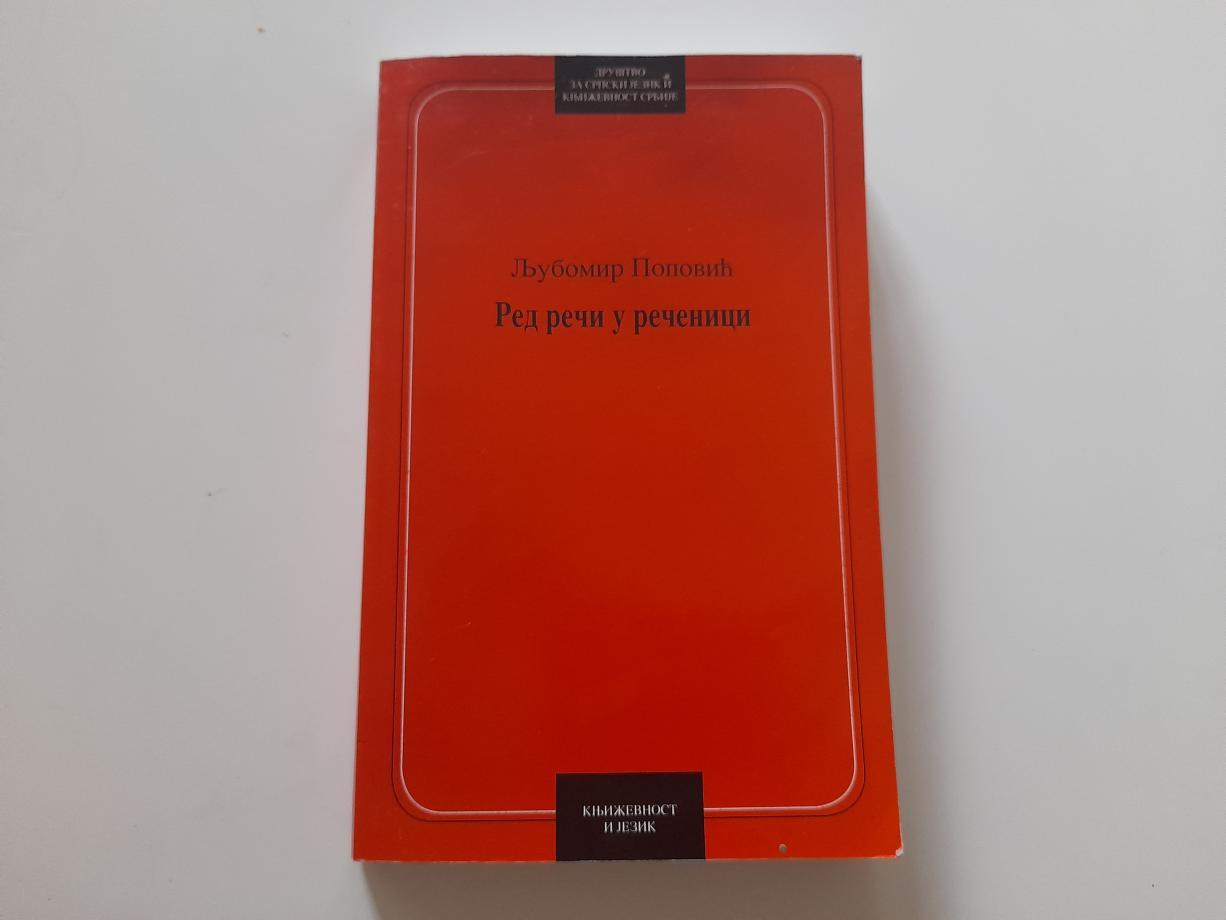 ДРУШТВО
ЗА СРПСКИ ЈЕЗИК И
КЊИЖЕВНОСТ СРБИЈЕ
Љубомир Поповић
Ред речи у реченици
КЊИЖЕВНОСТ
И ЈЕЗИК